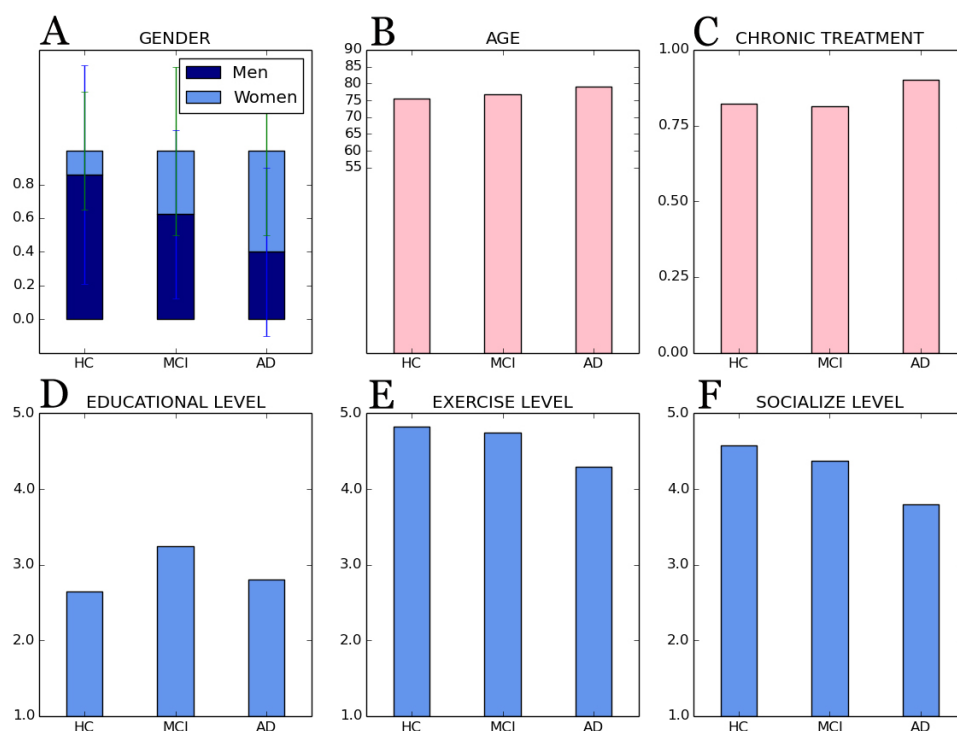 A
GENDER
Men
Women
0.8
0.6
0.4
0.2
0.0
HC MCI AD
B
AGE
90
85
80
75
70
65
60
55
HC MCI AD
C
CHRONIC TREATMENT
1.00
0.75
0.50
0.25
0.00
HC MCI AD
D
EDUCATIONAL LEVEL
5.0
4.0
3.0
2.0
1.0
HC MCI AD
E
EXERCISE LEVEL
5.0
4.0
3.0
2.0
1.0
HC MCI AD
F
SOCIALIZE LEVEL
5.0
4.0
3.0
2.0
1.0
HC MCI AD